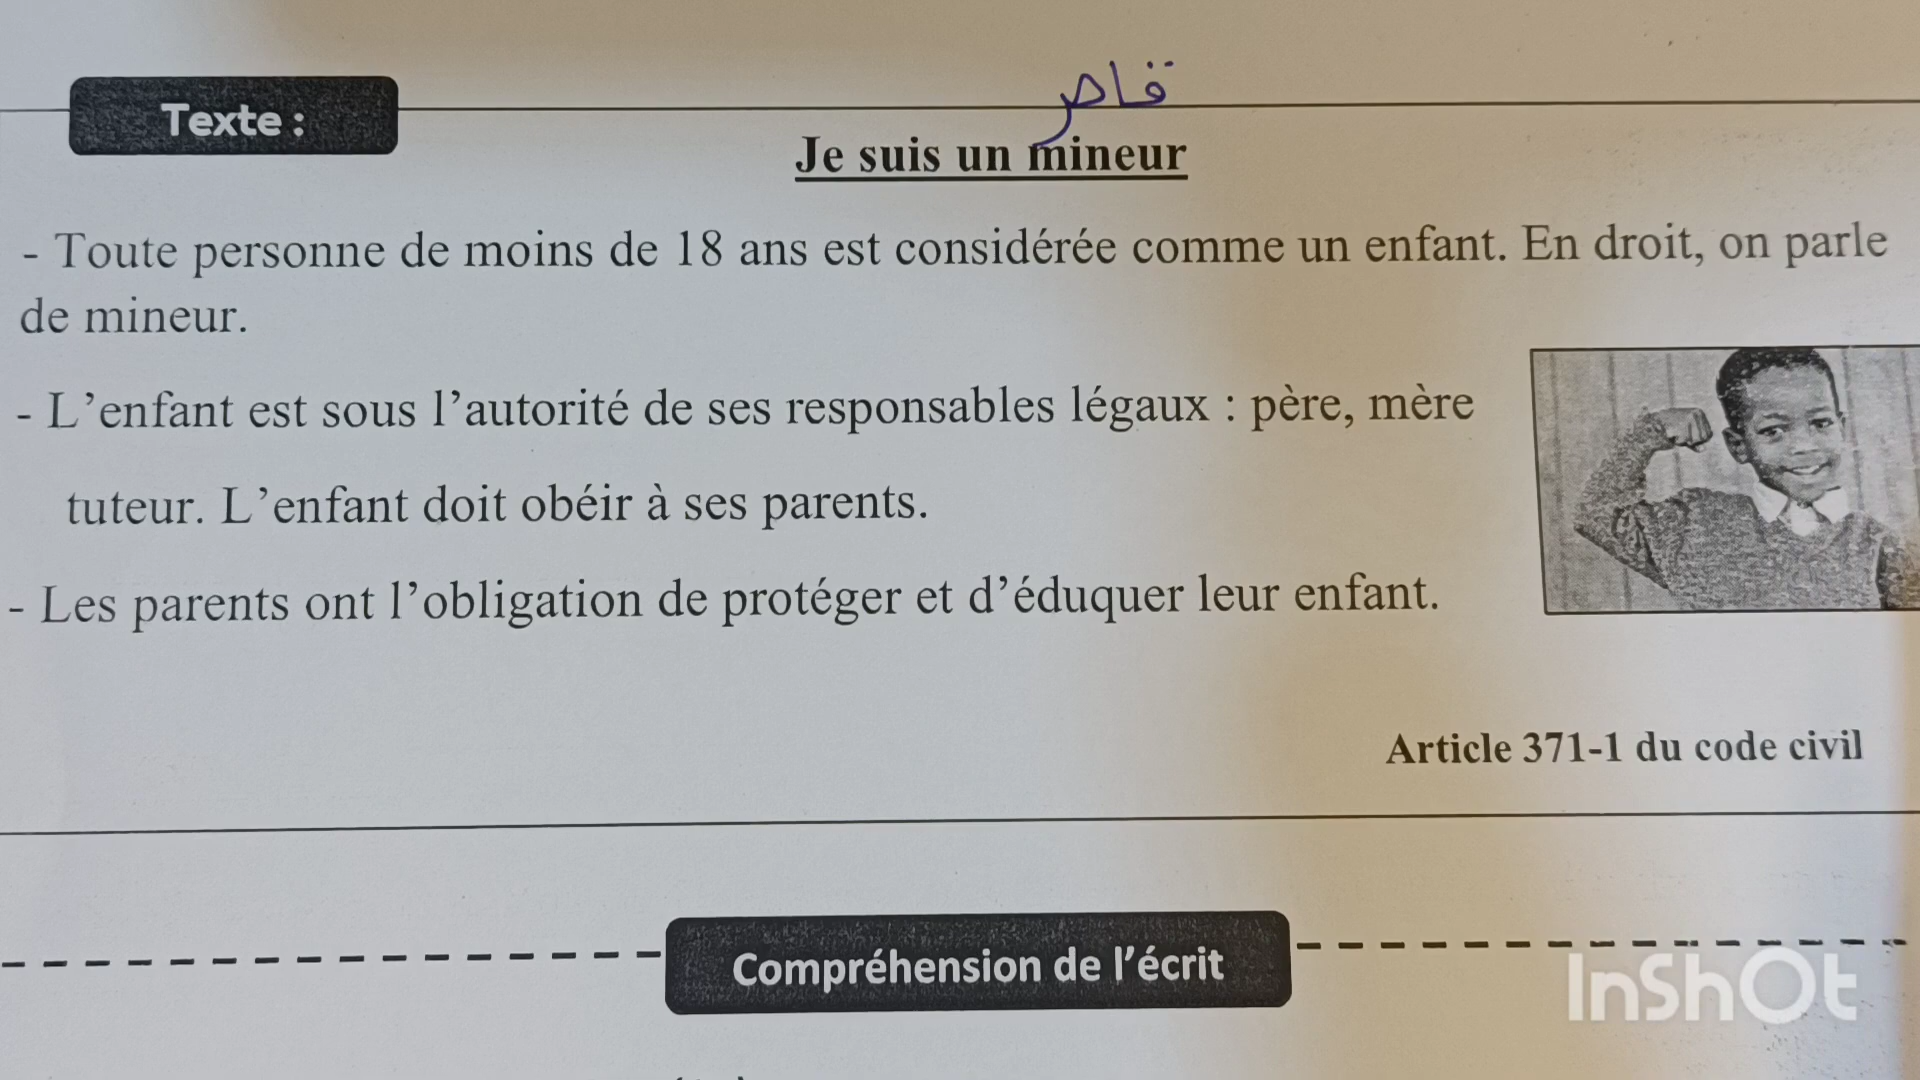 قاصر
Texte :
Je suis un mineur
- Toute personne de moins de 18 ans est considérée comme un enfant. En droit, on parle
de mineur.
- L'enfant est sous l'autorité de ses responsables légaux : père, mère
tuteur. L'enfant doit obéir à ses parents.
- Les parents ont l'obligation de protéger et d'éduquer leur enfant.
Article 371-1 du code civil
Compréhension de l'écrit
InShOt